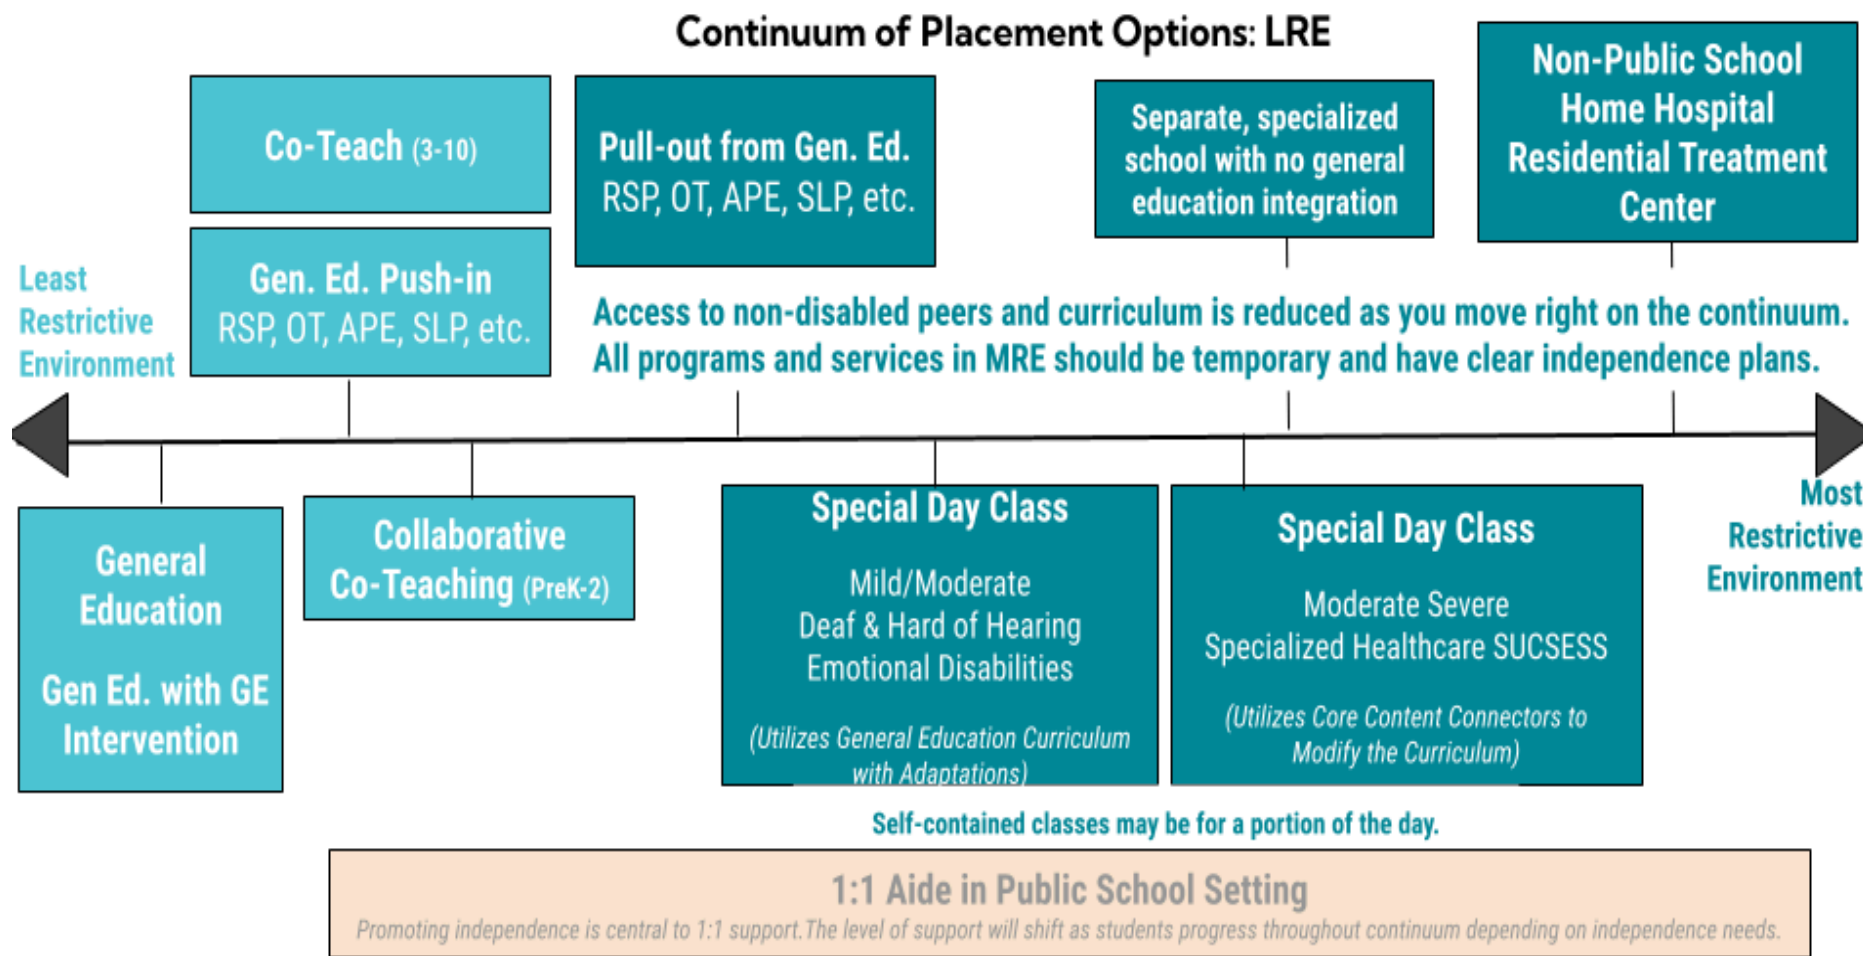 Continuum of Placement Options: LRE
Co-Teach (3-10)
Gen. Ed. Push-in
RSP, OT, APE, SLP, etc.
Pull-out from Gen. Ed.
RSP, OT, APE, SLP, etc.
Separate, specialized
school with no general
education integration
Non-Public School
Home Hospital
Residential Treatment
Center
Least
Restrictive
Environment
Access to non-disabled peers and curriculum is reduced as you move right on the continuum.
All programs and services in MRE should be temporary and have clear independence plans.
General
Education
Gen Ed. with GE
Intervention
Collaborative
Co-Teaching (PreK-2)
Special Day Class
Mild/Moderate
Deaf & Hard of Hearing
Emotional Disabilities
(Utilizes General Education Curriculum
with Adaptations)
Special Day Class
Moderate Severe
Specialized Healthcare SUCSESS
(Utilizes Core Content Connectors to
Modify the Curriculum)
Most
Restrictive
Environment
Self-contained classes may be for a portion of the day.
1:1 Aide in Public School Setting
Promoting independence is central to 1:1 support.The level of support will shift as students progress throughout continuum depending on independence needs.